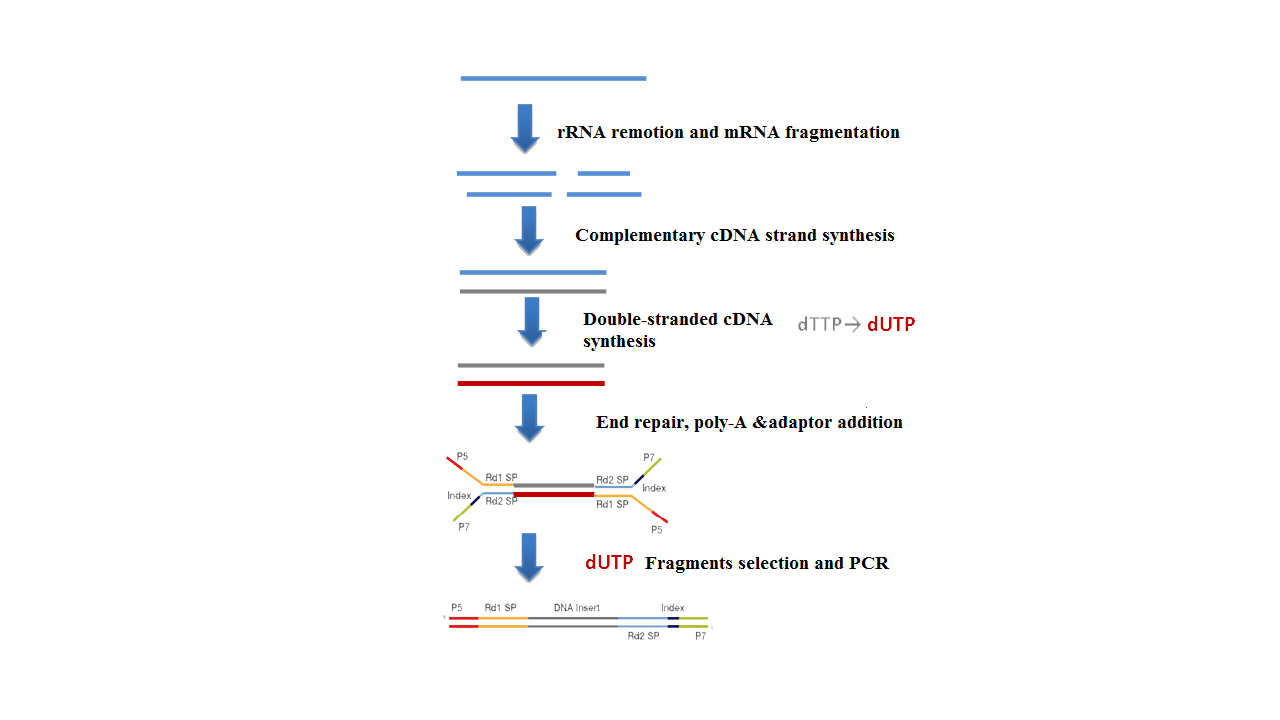 rRNA remotion and mRNA fragmentation
Complementary cDNA strand synthesis
Double-stranded cDNA
synthesis
dTTP→ dUTP
End repair, poly-A &adaptor addition
P5
P7
Rd1 SP
Rd2 SP
Index
Index
Rd2 SP
Rd1 SP
P7
P5
dUTP Fragments selection and PCR
P5 Rd1 SP DNA Insert Index
Rd2 SP P7